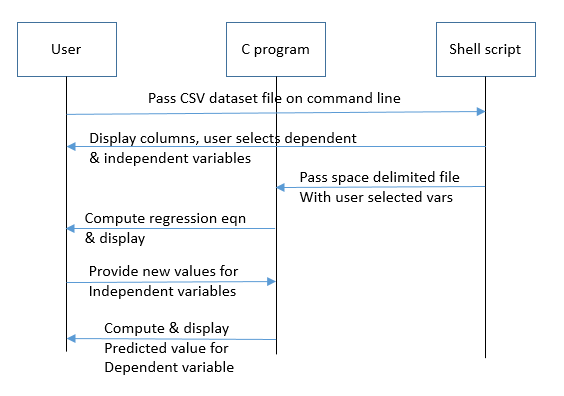 User
C program
Shell script
Pass CSV dataset file on command line
Display columns, user selects dependent
& independent variables
Pass space delimited file
With user selected vars
Compute regression eqn
& display
Provide new values for
Independent variables
Compute & display
Predicted value for
Dependent variable